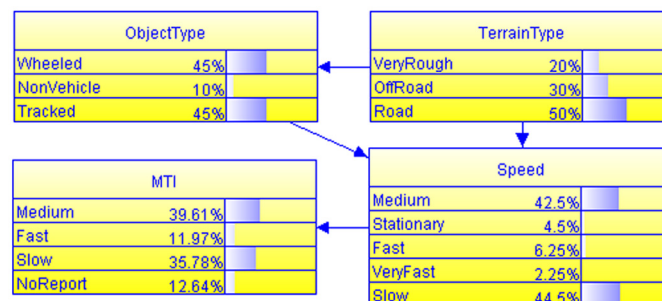 ObjectType
Wheeled 45%
NonVehicle 10%
Tracked 45%
TerrainType
VeryRough 20%
OffRoad 30%
Road 50%
MTI
Medium 39.61%
Fast 11.97%
Slow 35.78%
NoReport 12.64%
Speed
Medium 42.5%
Stationary 4.5%
Fast 6.25%
VeryFast 2.25%
Slow 44.5%